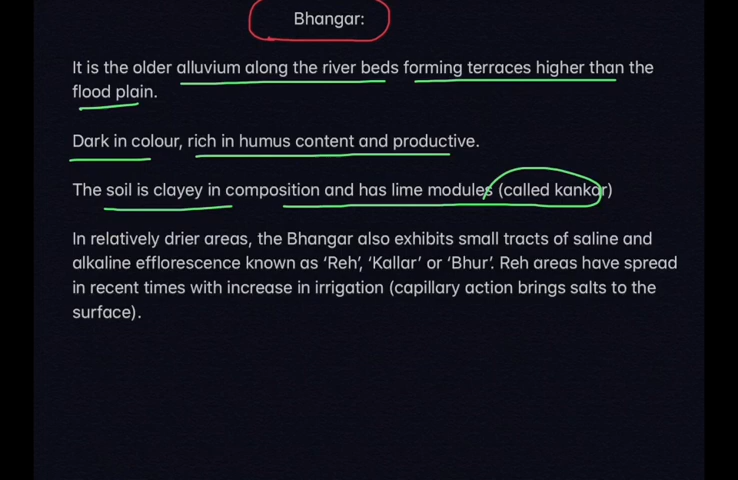 Bhangar:
It is the older alluvium along the river beds forming terraces higher than the
flood plain.
Dark in colour, rich in humus content and productive.
The soil is clayey in composition and has lime modules (called kankar)
In relatively drier areas, the Bhangar also exhibits small tracts of saline and
alkaline efflorescence known as ‘Reh’, ‘Kallar’ or ‘Bhur’. Reh areas have spread
in recent times with increase in irrigation (capillary action brings salts to the
surface).